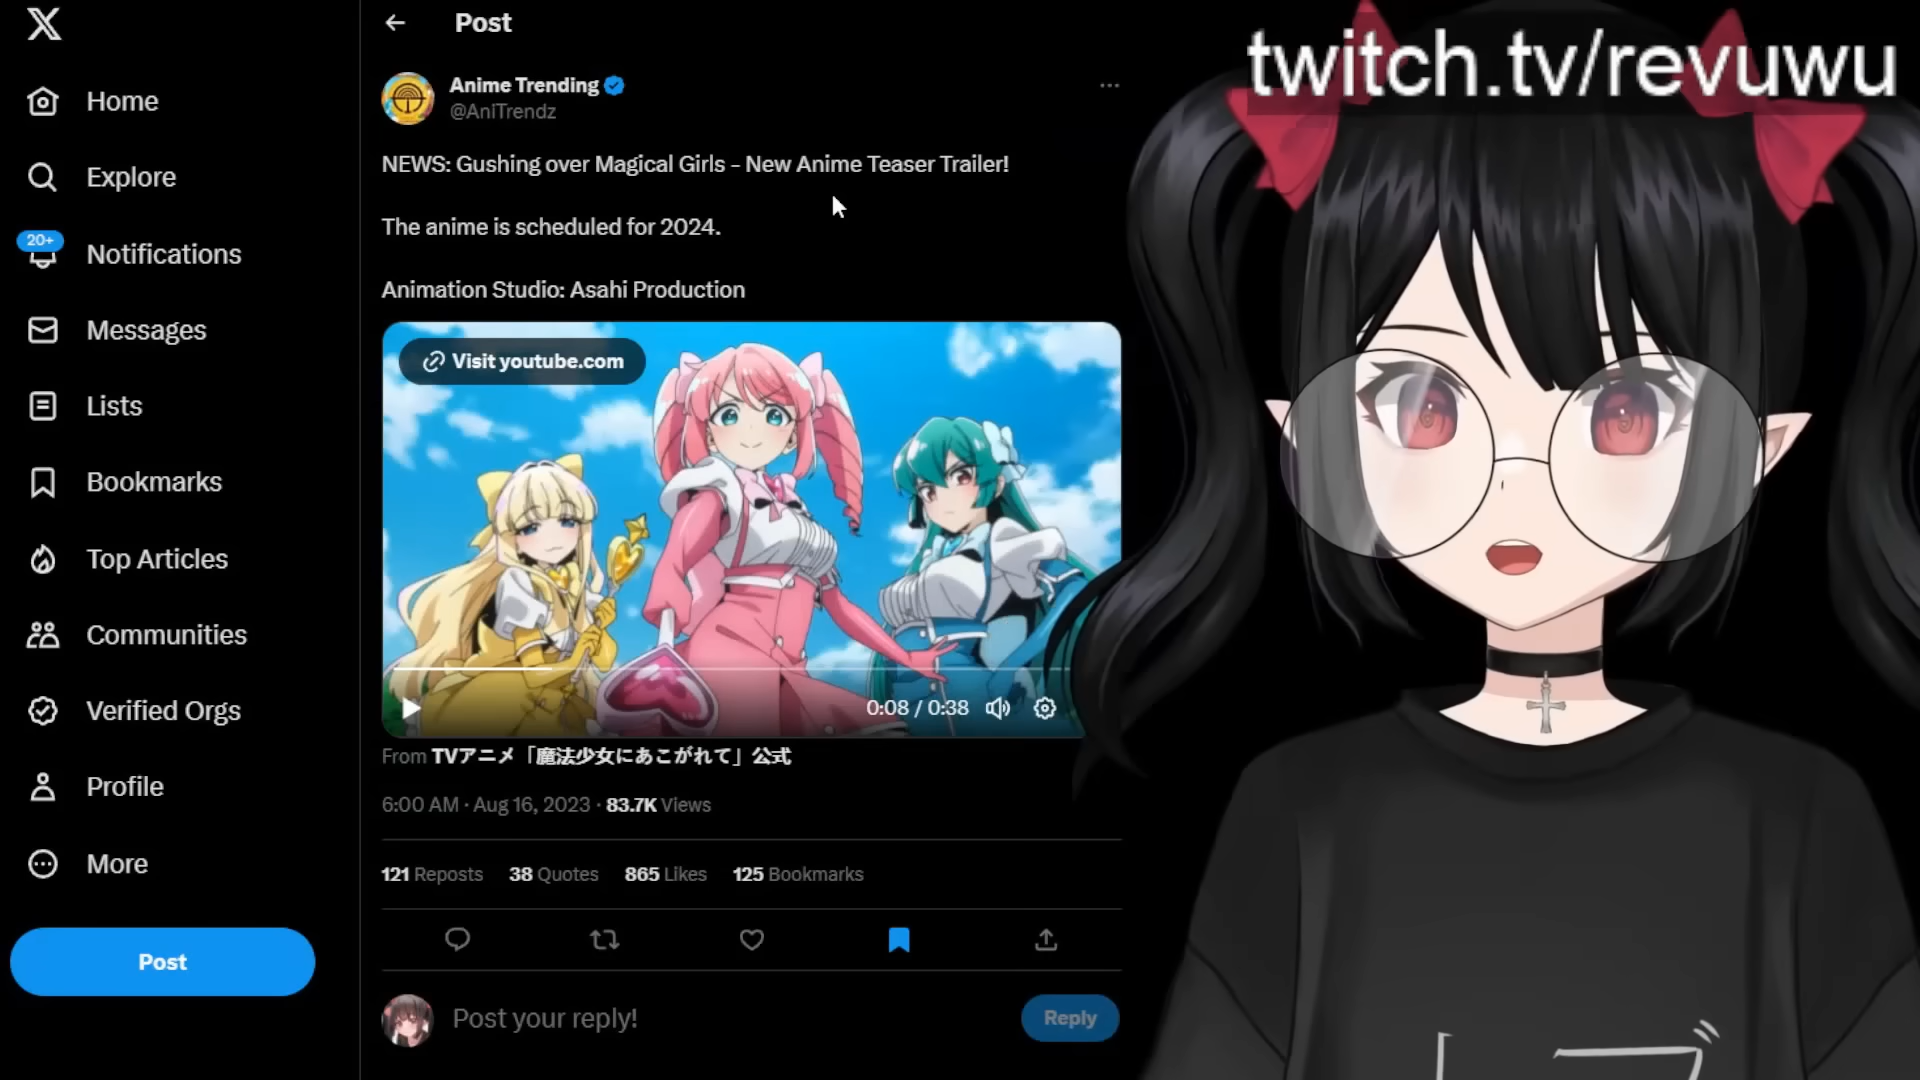 twitch.tv/revuwu
X
Home
Explore
20+
Notifications
Messages
Lists
Bookmarks
Top Articles
Communities
Verified Orgs
Profile
More
Post
Post
Anime Trending
@AniTrendz
NEWS: Gushing over Magical Girls – New Anime Teaser Trailer!
The anime is scheduled for 2024.
Animation Studio: Asahi Production
Visit youtube.com
0:08 / 0:38
From TVアニメ「魔法少女にあこがれて」公式
6:00 AM · Aug 16, 2023 · 83.7K Views
121 Reposts 38 Quotes 865 Likes 125 Bookmarks
Post your reply!
Reply